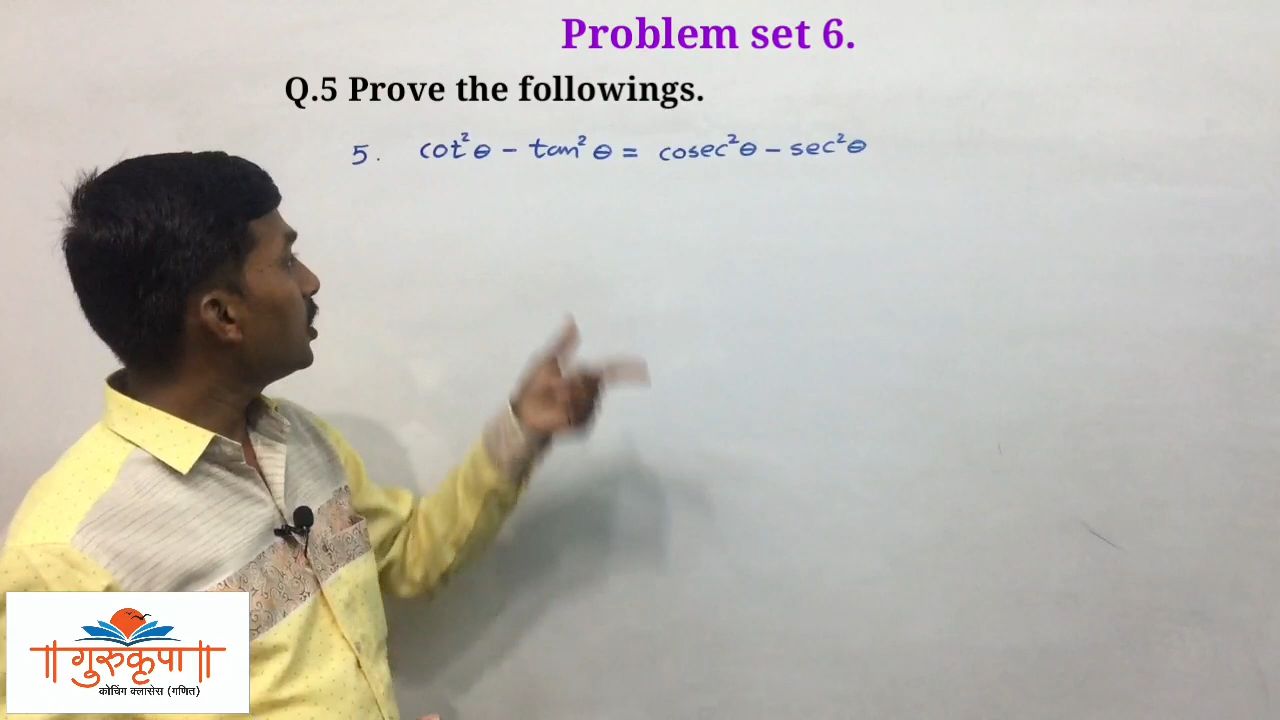 Problem set 6.
Q.5 Prove the followings.
5. cot²θ - tan²θ = cosec²θ - sec²θ
॥गुरुकृपा॥
कोचिंग क्लासेस (गणित)